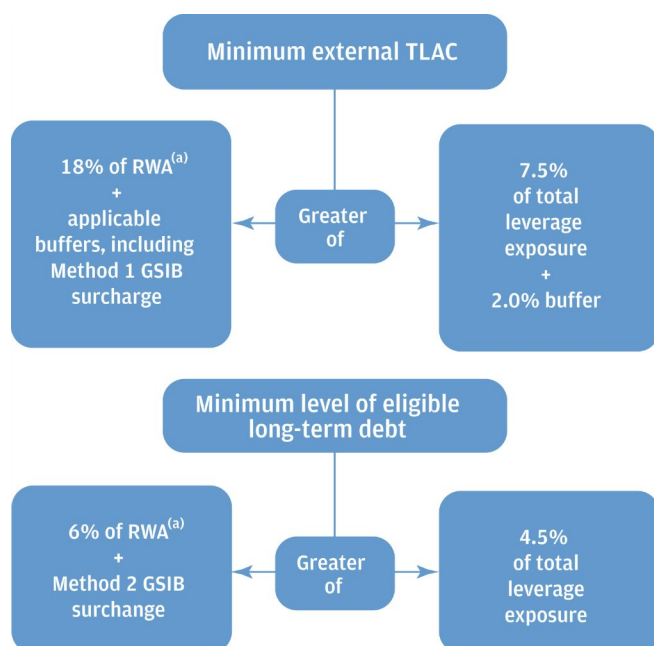 Minimum external TLAC
18% of RWA(a)
+
applicable
buffers, including
Method 1 GSIB
surcharge
Greater
of
7.5%
of total
leverage
exposure
+
2.0% buffer
Minimum level of eligible
long-term debt
6% of RWA(a)
+
Method 2 GSIB
surchange
Greater
of
4.5%
of total
leverage
exposure